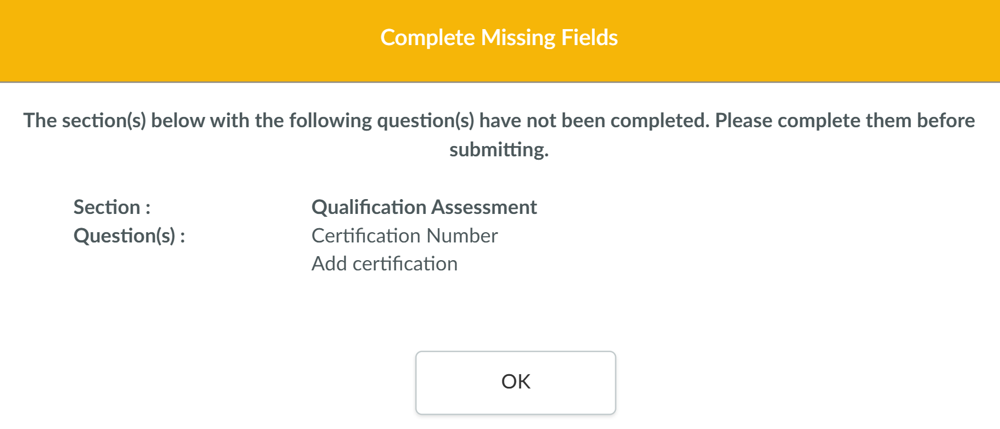 Complete Missing Fields
The section(s) below with the following question(s) have not been completed. Please complete them before
submitting.
Section : Qualification Assessment
Question(s) : Certification Number
Add certification
OK